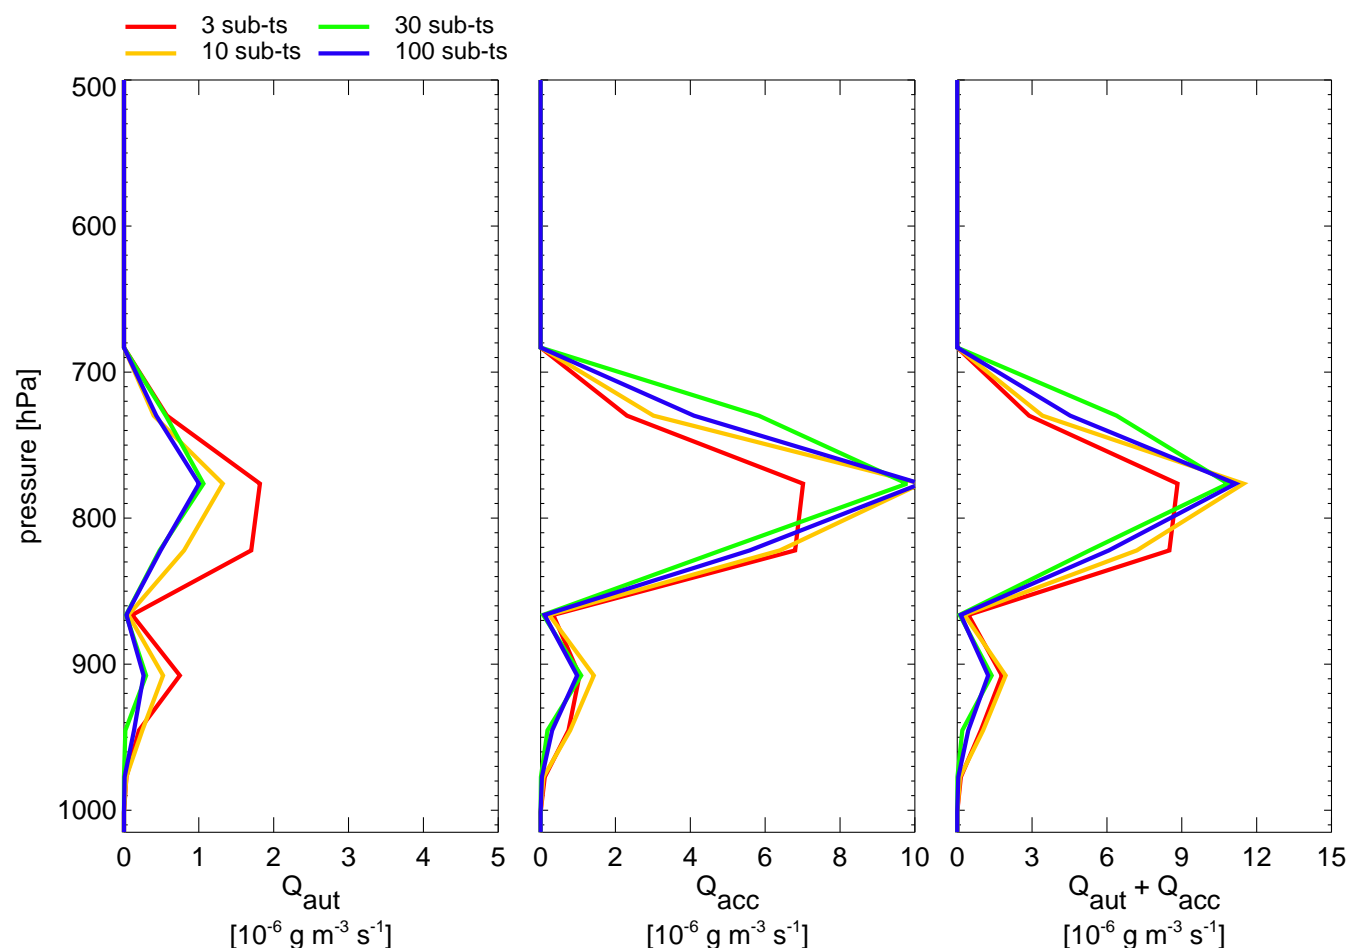 3 sub-ts 30 sub-ts
10 sub-ts 100 sub-ts
pressure [hPa]
500
600
700
800
900
1000
0 1 2 3 4 5
Q_aut
[10^-6 g m^-3 s^-1]
0 2 4 6 8 10
Q_acc
[10^-6 g m^-3 s^-1]
0 3 6 9 12 15
Q_aut + Q_acc
[10^-6 g m^-3 s^-1]